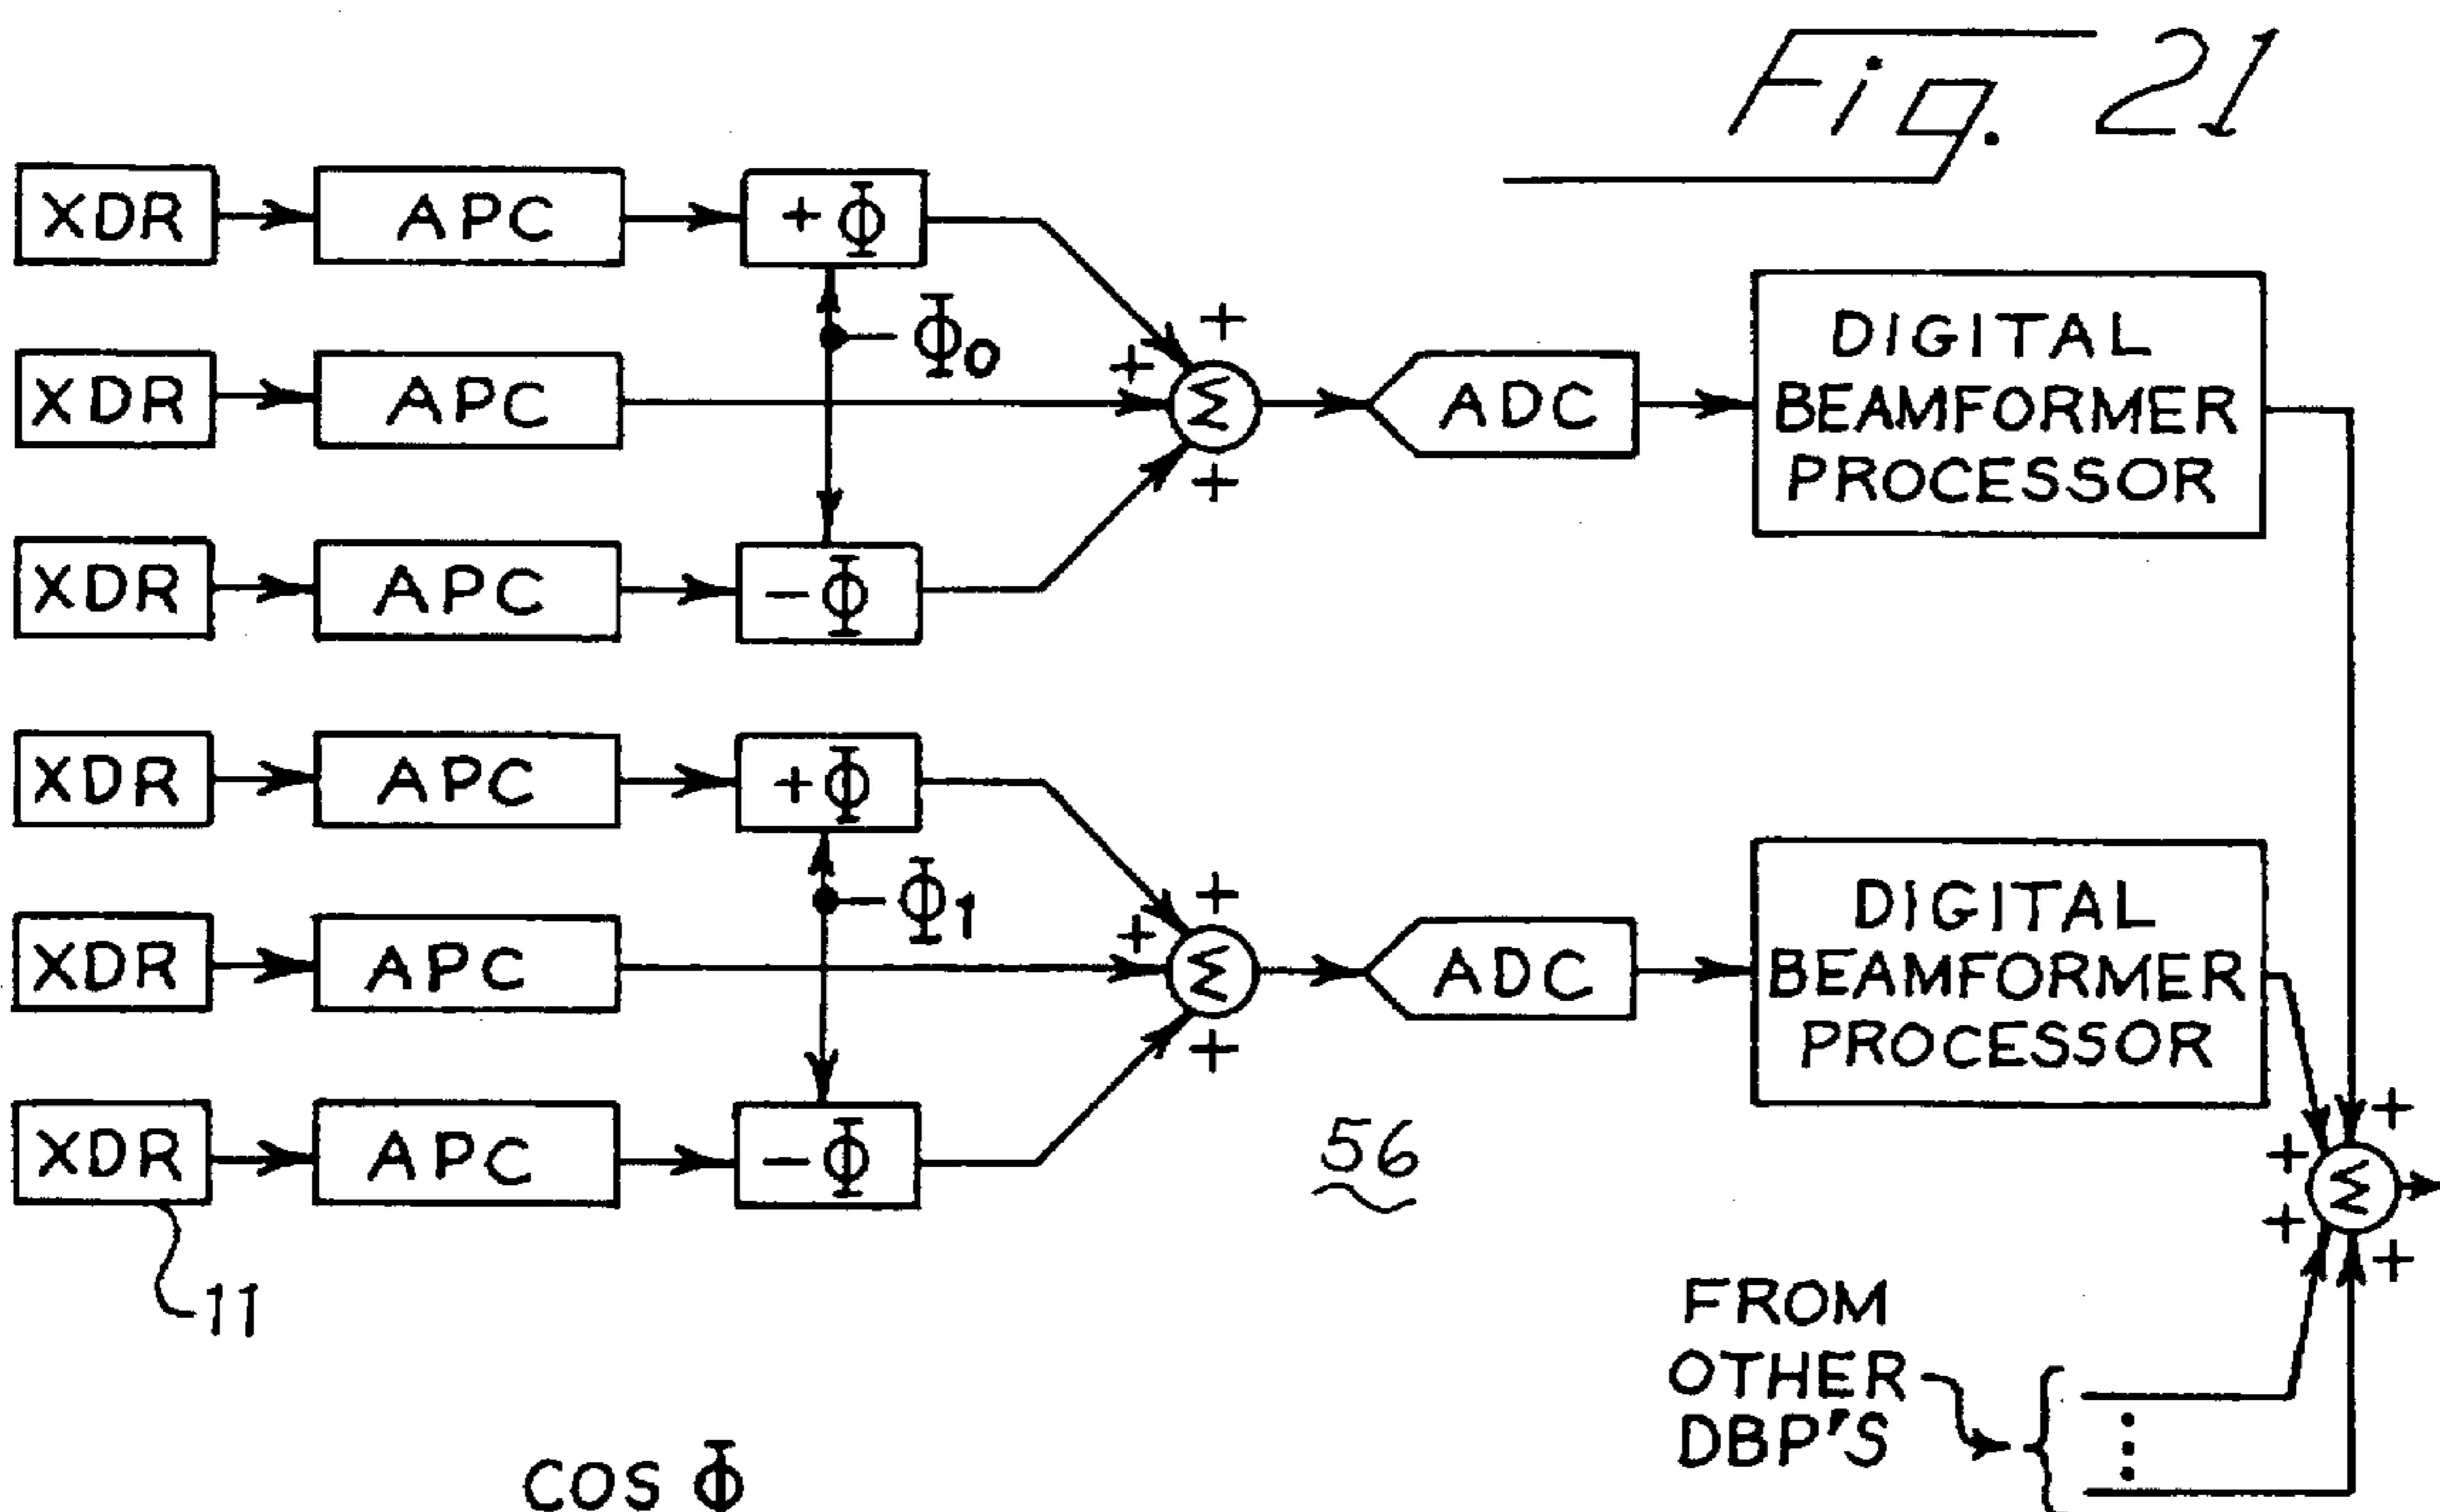 Fig. 21
XDR APC +Φ
Φ0
XDR APC + + Σ + ADC DIGITAL BEAMFORMER PROCESSOR
XDR APC −Φ
XDR APC +Φ
Φ1
XDR APC + + Σ + ADC DIGITAL BEAMFORMER PROCESSOR
XDR APC −Φ
56
+ + Σ + +
11
FROM
OTHER
DBP'S
COS Φ